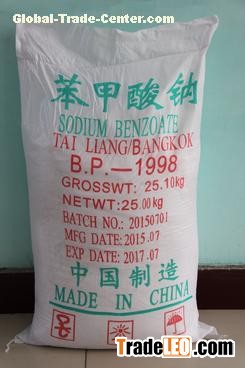 Global-Trade-Center.com
苯甲酸钠
SODIUM BENZOATE
TAI LIANG/BANGKOK
B.P.—1998
GROSSWT: 25.10kg
NETWT:25.00kg
BATCH NO.: 20150701
MFG DATE:2015.07
EXP DATE:2017.07
中国制造
MADE IN CHINA
TradeLEO.com